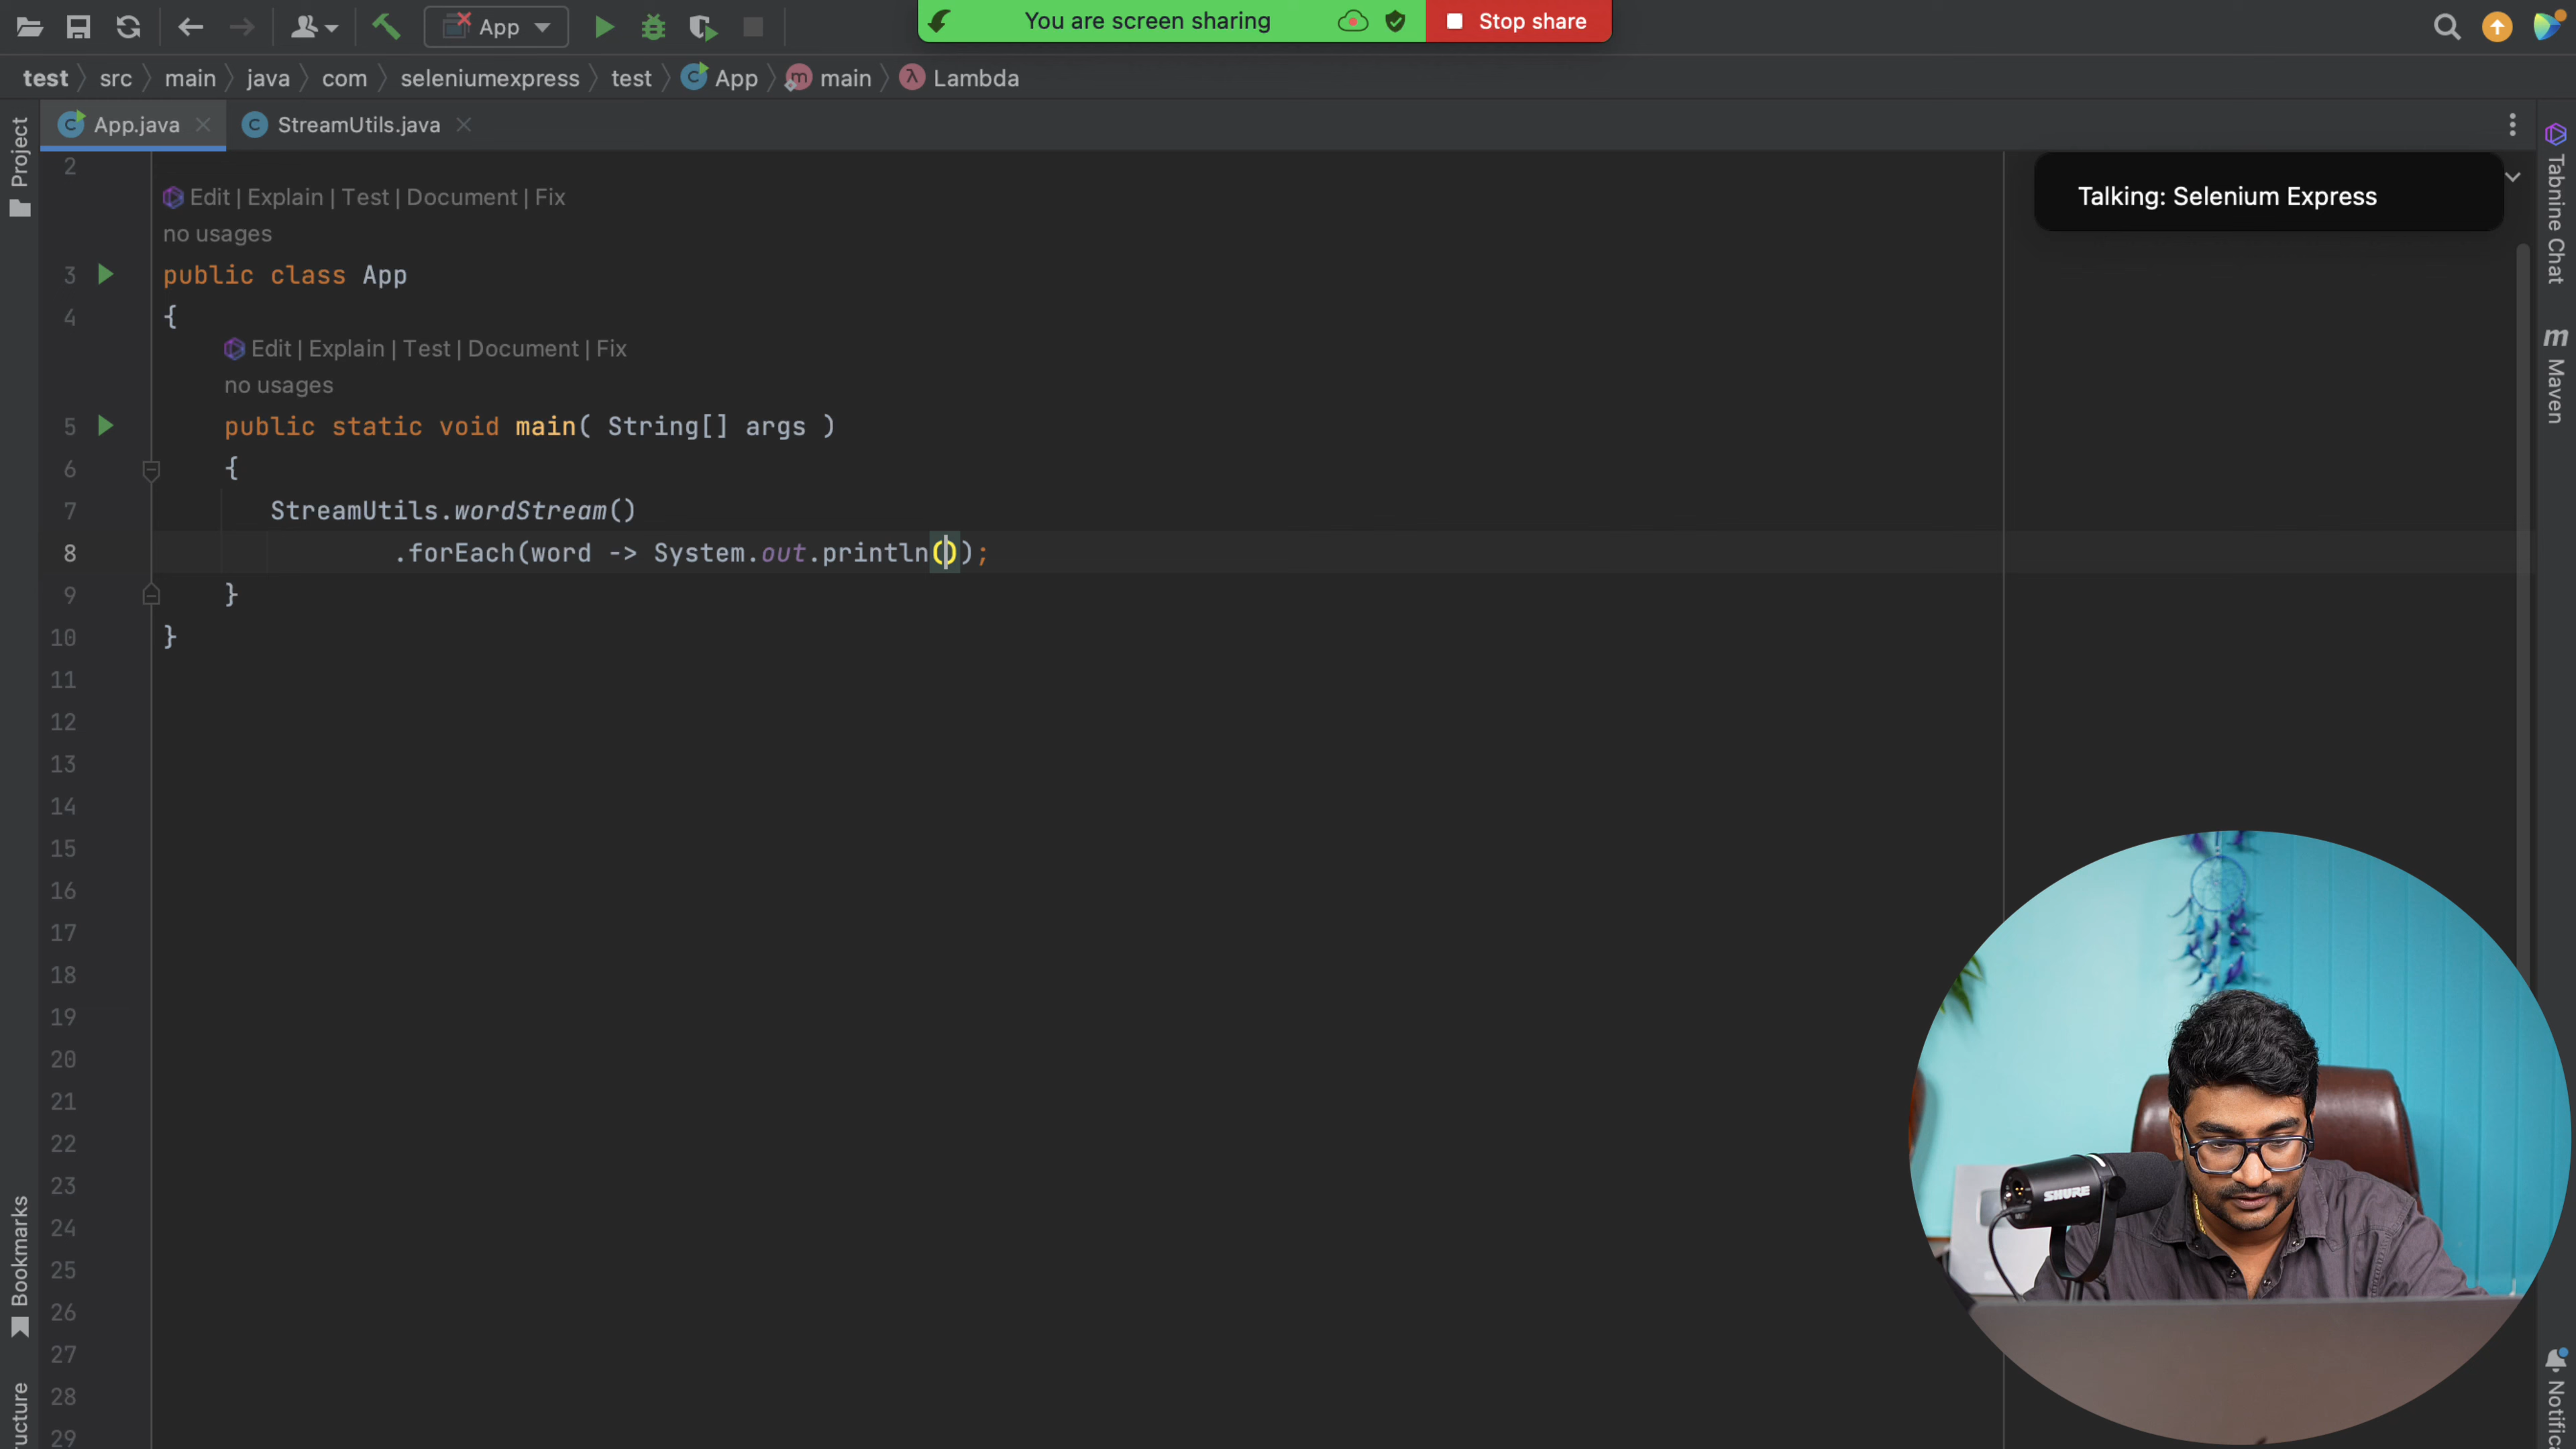 App
You are screen sharing
Stop share
test
src
main
java
com
seleniumexpress
test
App
main
Lambda
App.java
StreamUtils.java
Talking: Selenium Express
Project
Bookmarks
ructure
Tabnine Chat
Maven
Notific
2
Edit | Explain | Test | Document | Fix
no usages
3 public class App
4 {
Edit | Explain | Test | Document | Fix
no usages
5 public static void main( String[] args )
6 {
7 StreamUtils.wordStream()
8 .forEach(word -> System.out.println());
9 }
10 }
11
12
13
14
15
16
17
18
19
20
21
22
23
24
25
26
27
28
29
SHURE